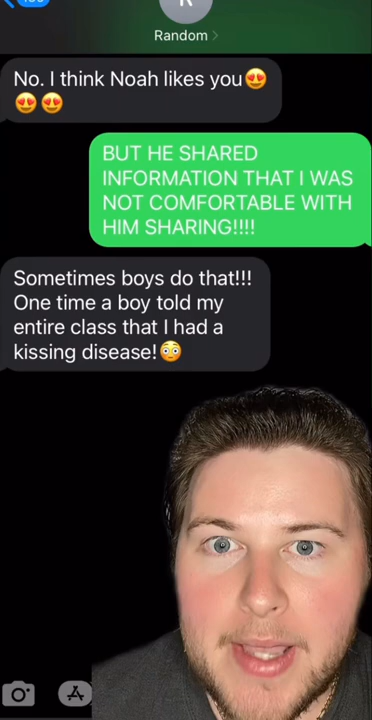 Random
No. I think Noah likes you😍
😍😍
BUT HE SHARED
INFORMATION THAT I WAS
NOT COMFORTABLE WITH
HIM SHARING!!!!
Sometimes boys do that!!!
One time a boy told my
entire class that I had a
kissing disease!😳